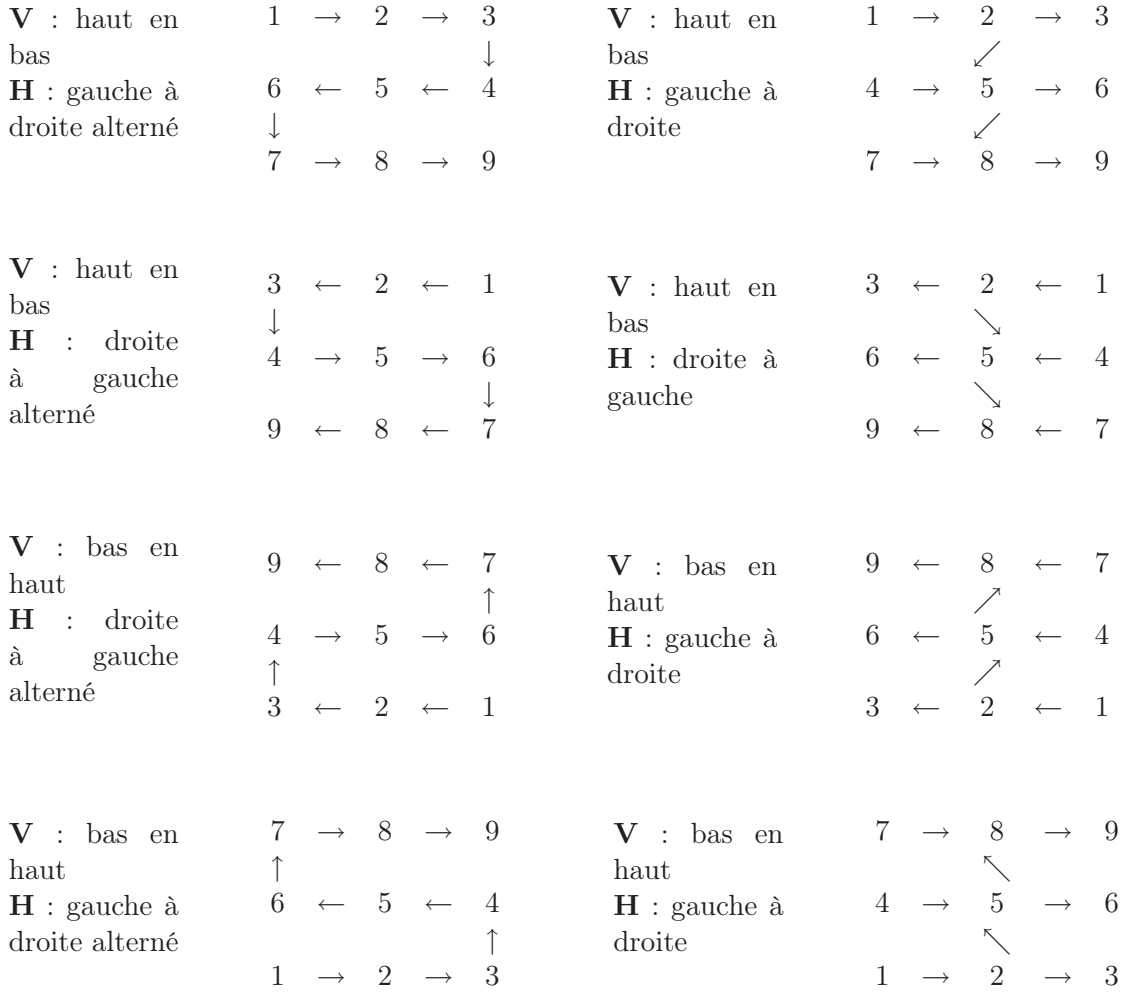 V : haut en
bas
H : gauche à
droite alterné
1 → 2 → 3
↓
6 ← 5 ← 4
↓
7 → 8 → 9
V : haut en
bas
H : gauche à
droite
1 → 2 → 3
↙
4 → 5 → 6
↙
7 → 8 → 9
V : haut en
bas
H : droite
à gauche
alterné
3 ← 2 ← 1
↓
4 → 5 → 6
↓
9 ← 8 ← 7
V : haut en
bas
H : droite à
gauche
3 ← 2 ← 1
↘
6 ← 5 ← 4
↘
9 ← 8 ← 7
V : bas en
haut
H : droite
à gauche
alterné
9 ← 8 ← 7
↑
4 → 5 → 6
↑
3 ← 2 ← 1
V : bas en
haut
H : gauche à
droite
9 ← 8 ← 7
↗
6 ← 5 ← 4
↗
3 ← 2 ← 1
V : bas en
haut
H : gauche à
droite alterné
7 → 8 → 9
↑
6 ← 5 ← 4
↑
1 → 2 → 3
V : bas en
haut
H : gauche à
droite
7 → 8 → 9
↖
4 → 5 → 6
↖
1 → 2 → 3